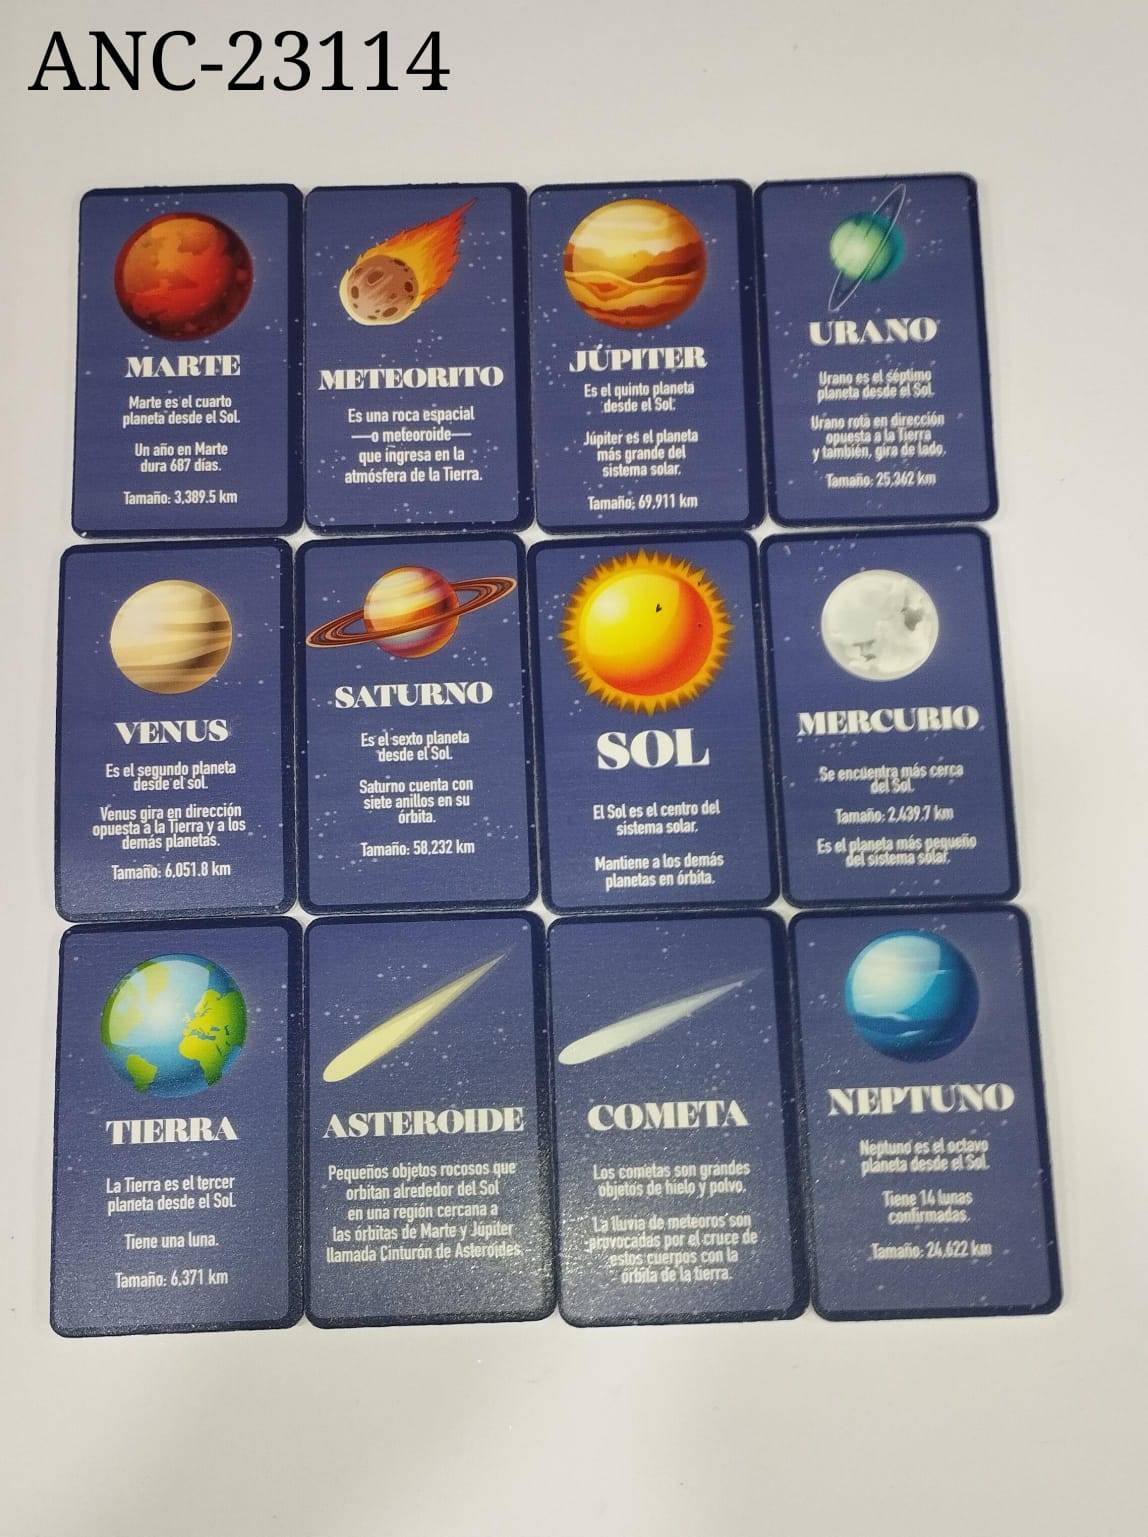 ANC-23114
MARTE
Marte es el cuarto
planeta desde el Sol.
Un año en Marte
dura 687 días.
Tamaño: 3,389.5 km
METEORITO
Es una roca espacial
—o meteoroide—
que ingresa en la
atmósfera de la Tierra.
JÚPITER
Es el quinto planeta
desde el Sol.
Júpiter es el planeta
más grande del
sistema solar.
Tamaño: 69,911 km
URANO
Urano es el séptimo
planeta desde el Sol.
Urano rota en dirección
opuesta a la Tierra
y también, gira de lado.
Tamaño: 25,362 km
VENUS
Es el segundo planeta
desde el sol.
Venus gira en dirección
opuesta a la Tierra y a los
demás planetas.
Tamaño: 6,051.8 km
SATURNO
Es el sexto planeta
desde el Sol.
Saturno cuenta con
siete anillos en su
órbita.
Tamaño: 58,232 km
SOL
El Sol es el centro del
sistema solar.
Mantiene a los demás
planetas en órbita.
MERCURIO
Se encuentra más cerca
del Sol.
Tamaño: 2,439.7 km
Es el planeta más pequeño
del sistema solar.
TIERRA
La Tierra es el tercer
planeta desde el Sol.
Tiene una luna.
Tamaño: 6,371 km
ASTEROIDE
Pequeños objetos rocosos que
orbitan alrededor del Sol
en una región cercana a
las órbitas de Marte y Júpiter
llamada Cinturón de Asteroides.
COMETA
Los cometas son grandes
objetos de hielo y polvo.
La lluvia de meteoros son
provocadas por el cruce de
estos cuerpos con la
órbita de la tierra.
NEPTUNO
Neptuno es el octavo
planeta desde el Sol.
Tiene 14 lunas
confirmadas.
Tamaño: 24,622 km